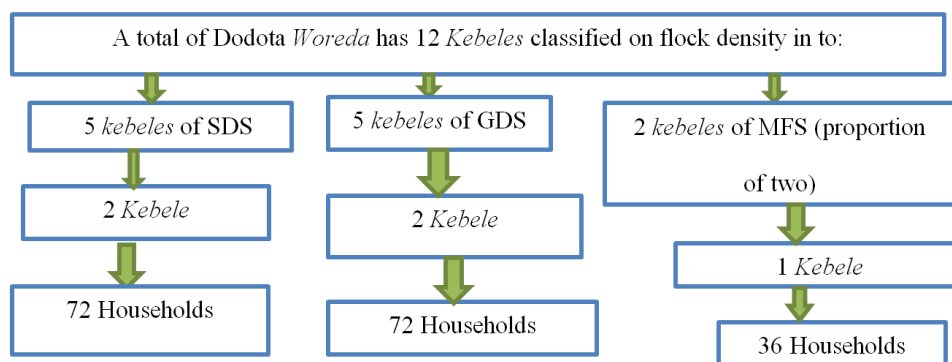 A total of Dodota Woreda has 12 Kebeles classified on flock density in to:
5 kebeles of SDS
2 Kebele
72 Households
5 kebeles of GDS
2 Kebele
72 Households
2 kebeles of MFS (proportion
of two)
1 Kebele
36 Households